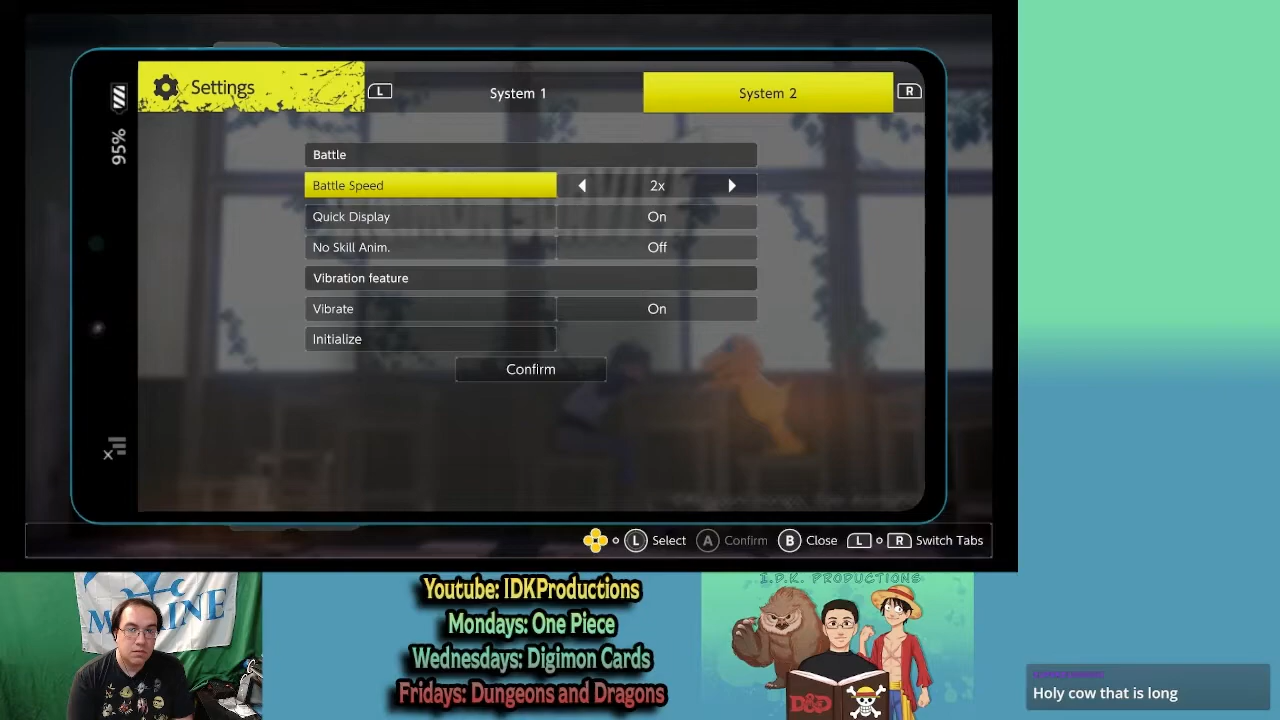 Settings
L
System 1
System 2
R
95%
Battle
Battle Speed
2x
Quick Display
On
No Skill Anim.
Off
Vibration feature
Vibrate
On
Initialize
Confirm
L Select A Confirm B Close L R Switch Tabs
MARINE
Youtube: IDKProductions
Mondays: One Piece
Wednesdays: Digimon Cards
Fridays: Dungeons and Dragons
I.D.K. PRODUCTIONS
D&D
Holy cow that is long